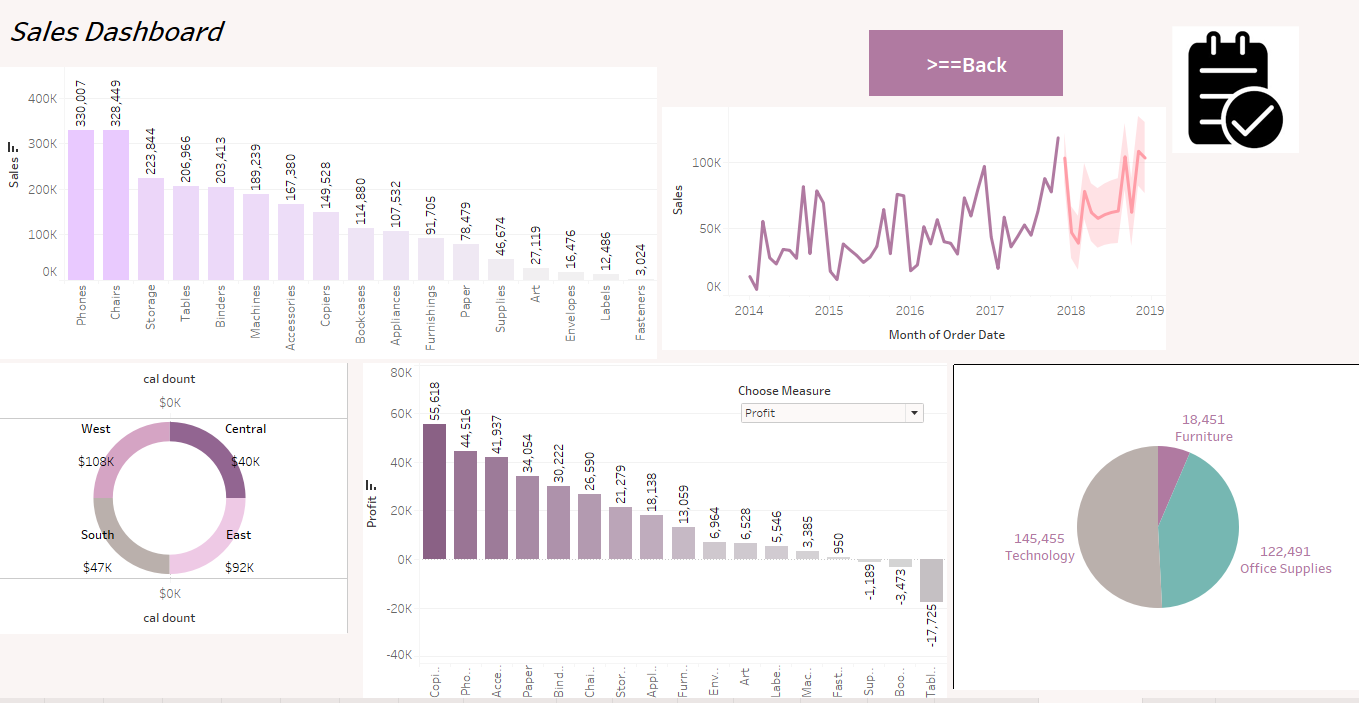 Sales Dashboard
>==Back
Sales
400K
300K
200K
100K
0K
330,007
328,449
223,844
206,966
203,413
189,239
167,380
149,528
114,880
107,532
91,705
78,479
46,674
27,119
16,476
12,486
3,024
Phones
Chairs
Storage
Tables
Binders
Machines
Accessories
Copiers
Bookcases
Appliances
Furnishings
Paper
Supplies
Art
Envelopes
Labels
Fasteners
Sales
100K
50K
0K
2014
2015
2016
2017
2018
2019
Month of Order Date
cal dount
$0K
West
Central
$108K
$40K
South
East
$47K
$92K
$0K
cal dount
Choose Measure
Profit
Profit
80K
60K
40K
20K
0K
-20K
-40K
55,618
44,516
41,937
34,054
30,222
26,590
21,279
18,138
13,059
6,964
6,528
5,546
3,385
950
-1,189
-3,473
-17,725
Copi..
Pho..
Acce..
Paper
Bind..
Chai..
Stor..
Appl..
Furn..
Env..
Art
Labe..
Mac..
Fast..
Sup..
Boo..
Tabl..
18,451
Furniture
145,455
Technology
122,491
Office Supplies